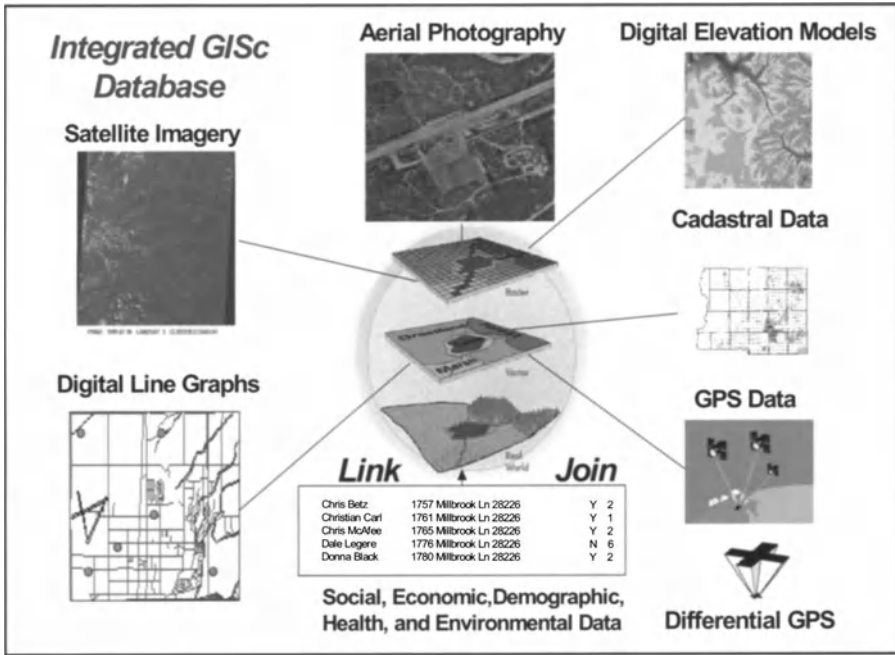 Integrated GISc
Database
Aerial Photography
Digital Elevation Models
Satellite Imagery
Cadastral Data
Raster
Vector
Marsh
Digital Line Graphs
GPS Data
Real
World
Link
Join
Chris Betz 1757 Millbrook Ln 28226 Y 2
Christian Carl 1761 Millbrook Ln 28226 Y 1
Chris McAfee 1765 Millbrook Ln 28226 Y 2
Dale Legere 1776 Millbrook Ln 28226 N 6
Donna Black 1780 Millbrook Ln 28226 Y 2
Social, Economic,Demographic,
Health, and Environmental Data
Differential GPS